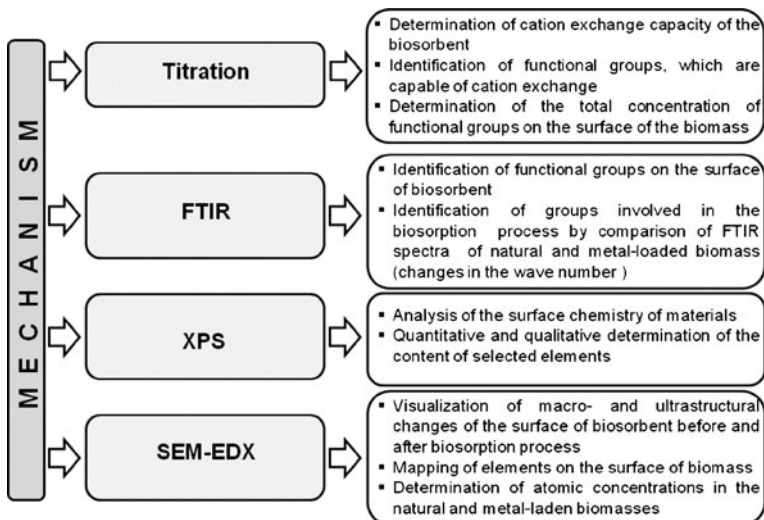 MECHANISM
Titration
▪ Determination of cation exchange capacity of the
biosorbent
▪ Identification of functional groups, which are
capable of cation exchange
▪ Determination of the total concentration of
functional groups on the surface of the biomass
FTIR
▪ Identification of functional groups on the surface
of biosorbent
▪ Identification of groups involved in the
biosorption process by comparison of FTIR
spectra of natural and metal-loaded biomass
(changes in the wave number )
XPS
▪ Analysis of the surface chemistry of materials
▪ Quantitative and qualitative determination of the
content of selected elements
SEM-EDX
▪ Visualization of macro- and ultrastructural
changes of the surface of biosorbent before and
after biosorption process
▪ Mapping of elements on the surface of biomass
▪ Determination of atomic concentrations in the
natural and metal-laden biomasses